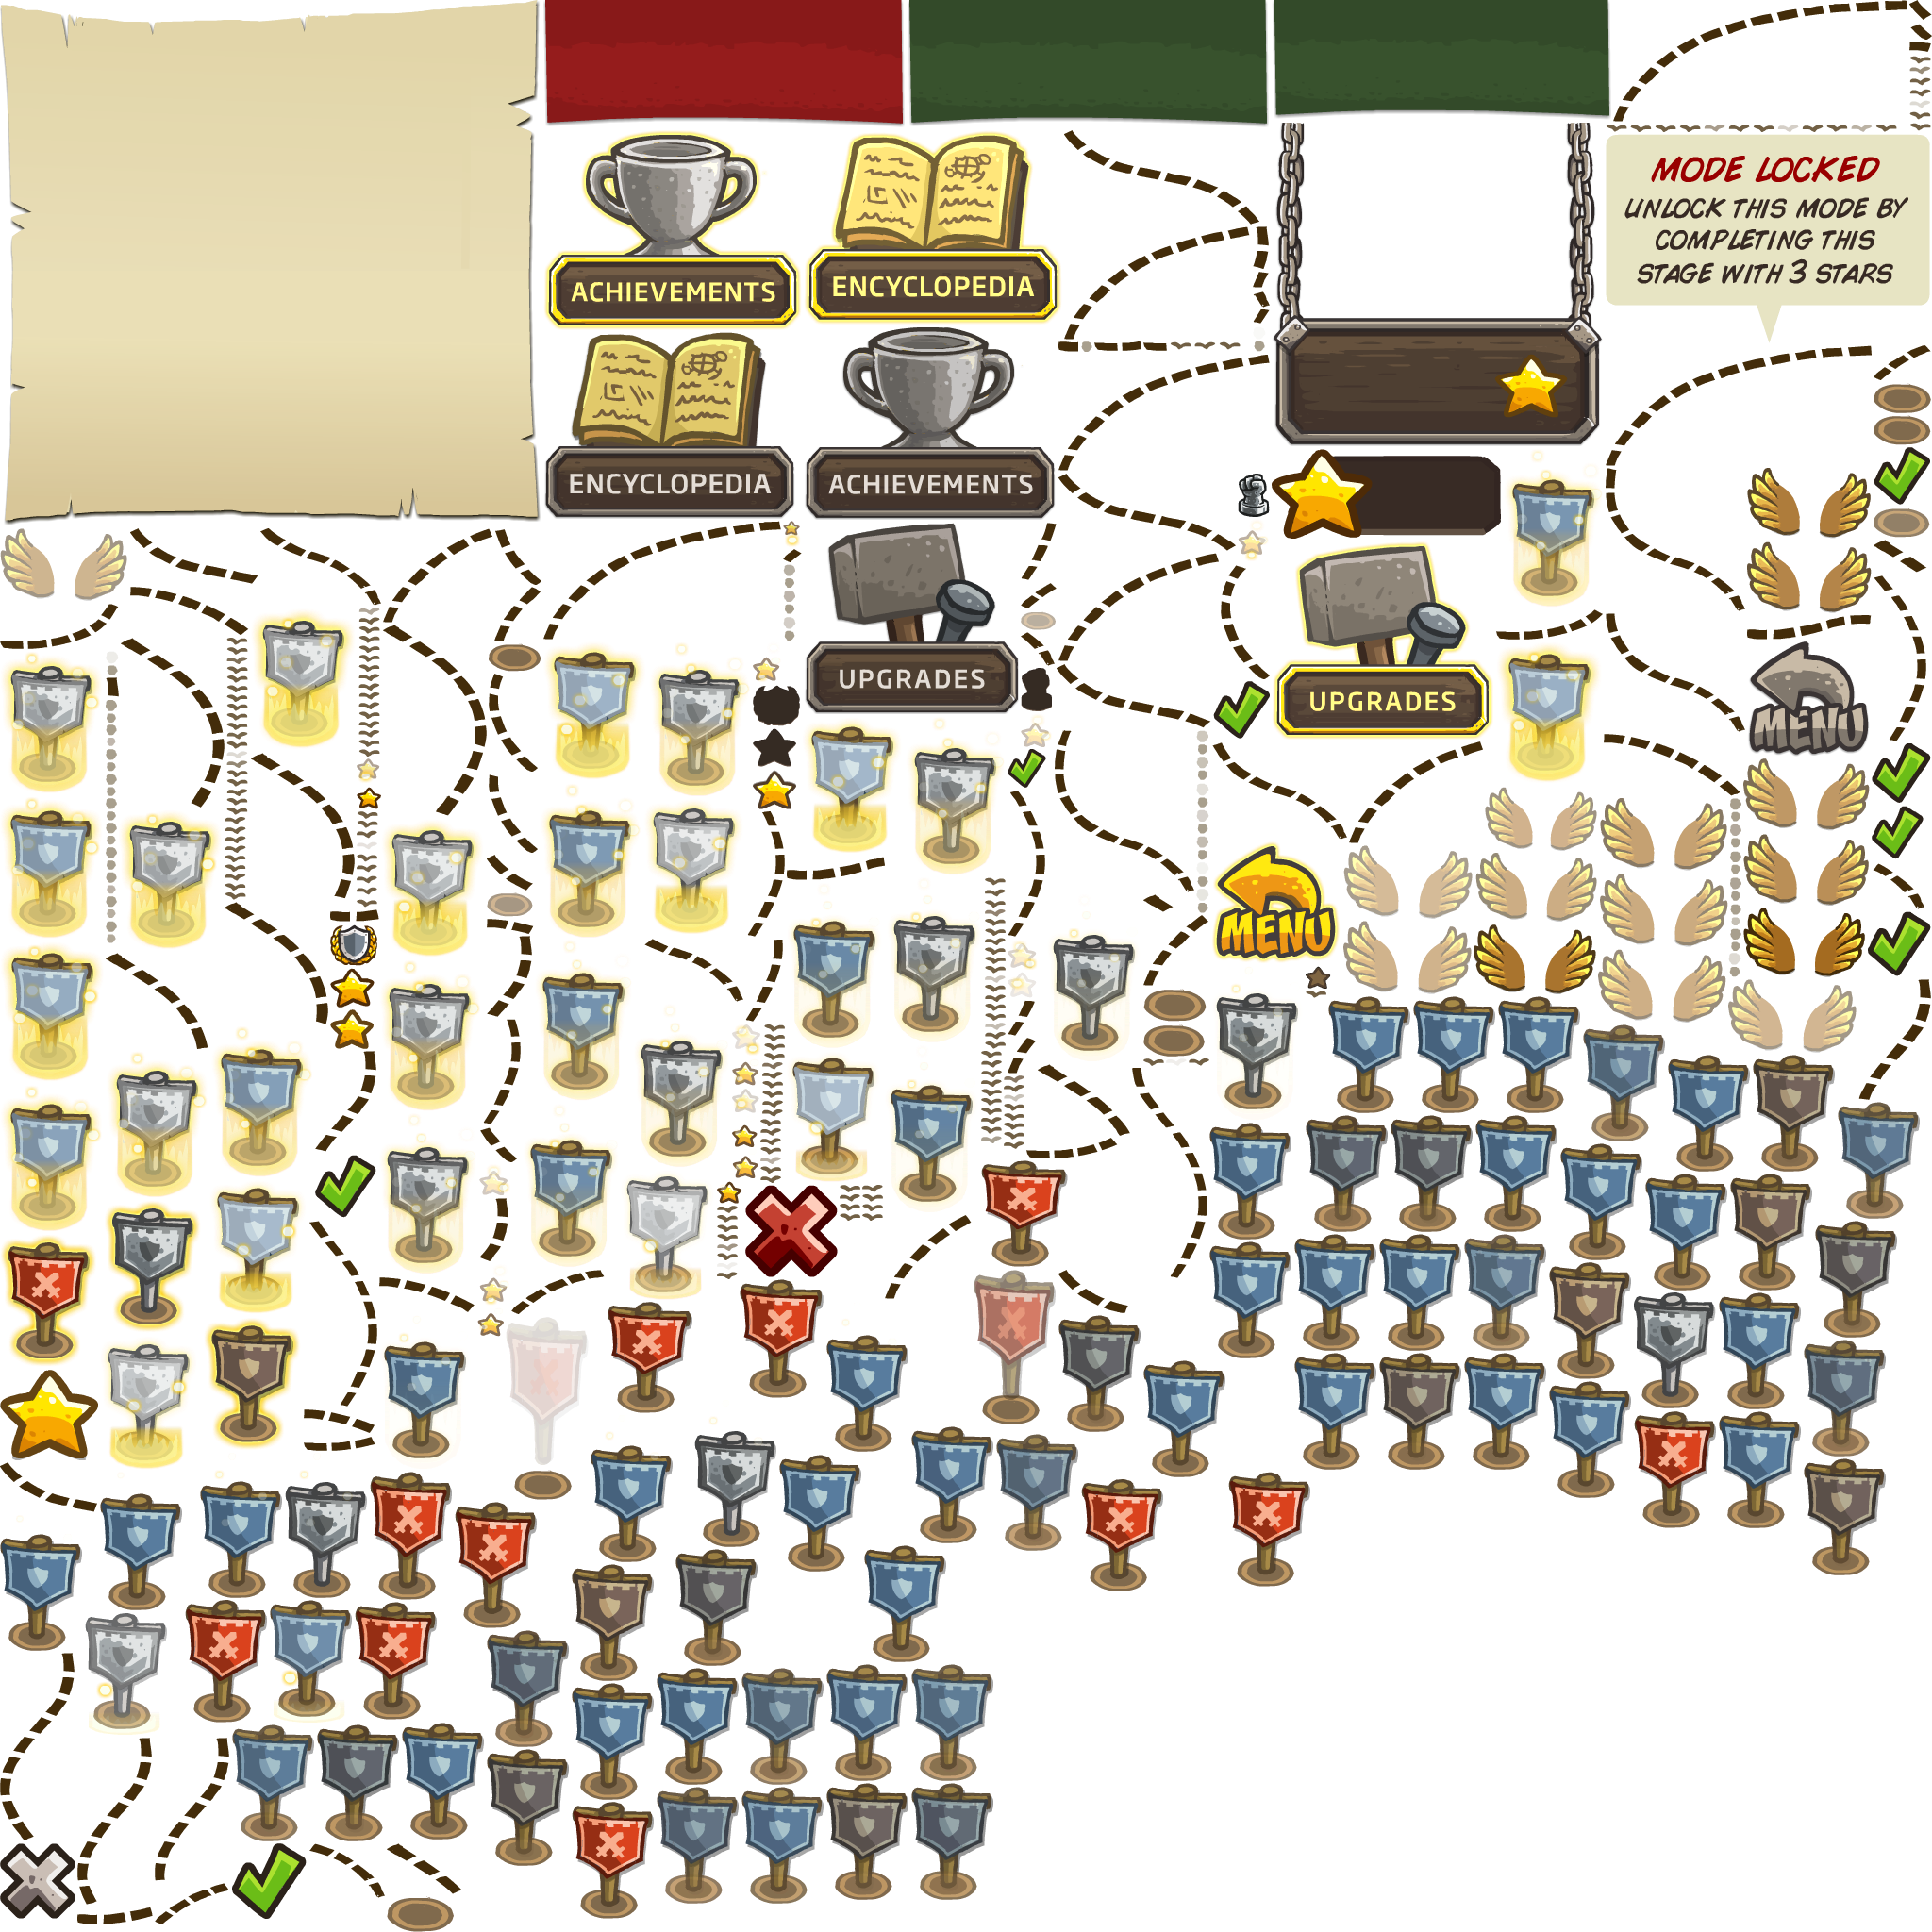 MODE LOCKED
UNLOCK THIS MODE BY
COMPLETING THIS
STAGE WITH 3 STARS
ACHIEVEMENTS
ENCYCLOPEDIA
ENCYCLOPEDIA
ACHIEVEMENTS
UPGRADES
UPGRADES
MENU
MENU